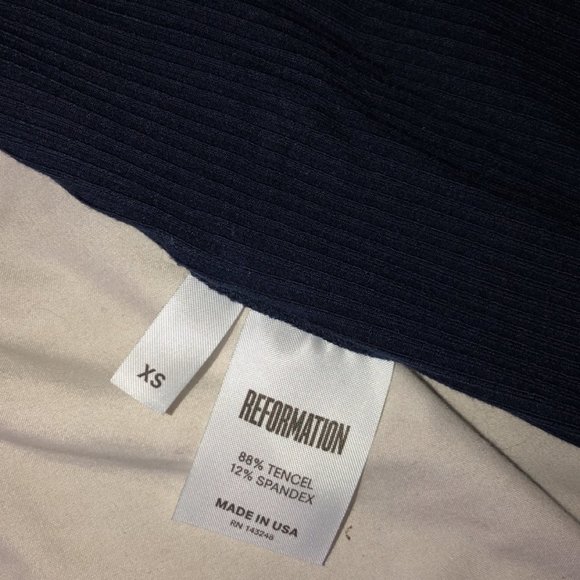 XS
REFORMATION
88% TENCEL
12% SPANDEX
MADE IN USA
RN 143248